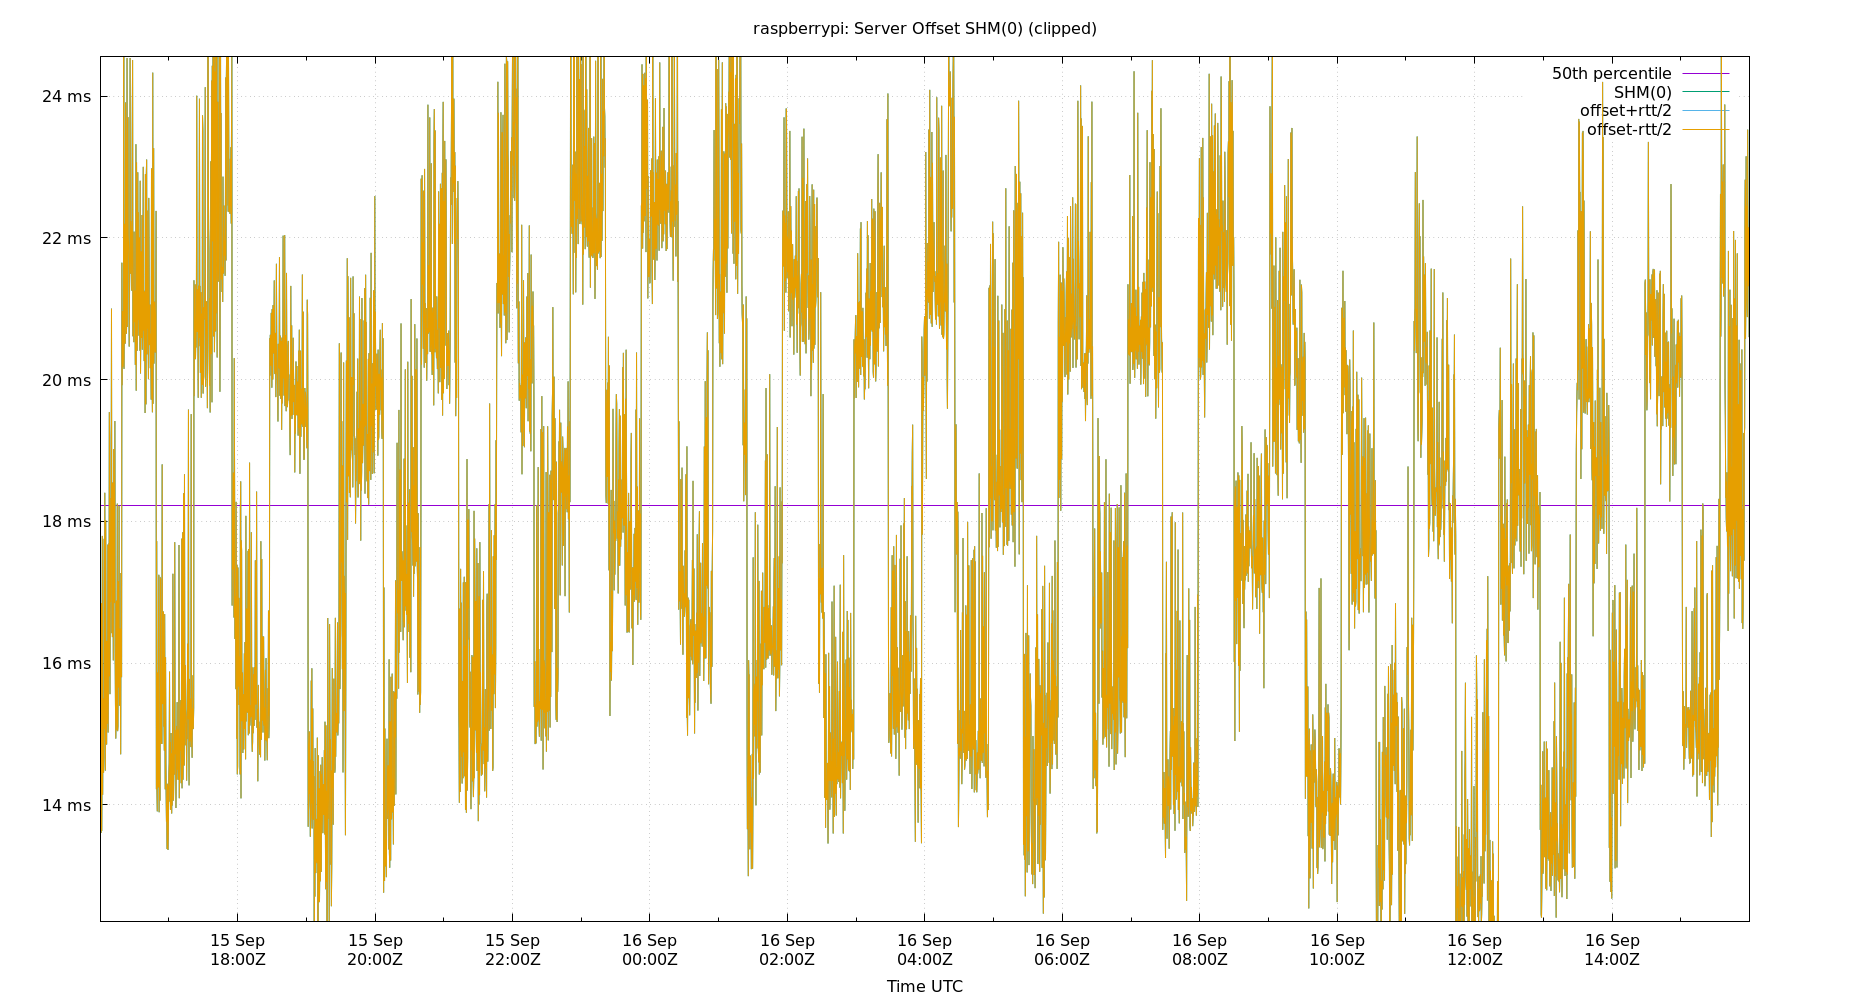 raspberrypi: Server Offset SHM(0) (clipped)
50th percentile
SHM(0)
offset+rtt/2
offset-rtt/2
24 ms
22 ms
20 ms
18 ms
16 ms
14 ms
15 Sep 15 Sep 15 Sep 16 Sep 16 Sep 16 Sep 16 Sep 16 Sep 16 Sep 16 Sep 16 Sep
18:00Z 20:00Z 22:00Z 00:00Z 02:00Z 04:00Z 06:00Z 08:00Z 10:00Z 12:00Z 14:00Z
Time UTC